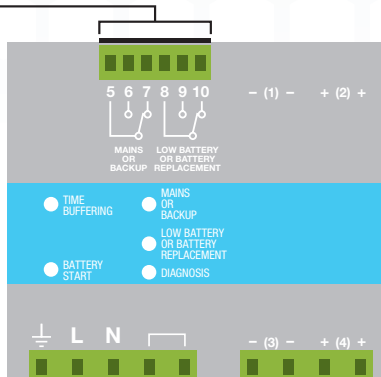 5 6 7 8 9 10
– (1) – + (2) +
MAINS
OR
BACKUP
LOW BATTERY
OR BATTERY
REPLACEMENT
TIME
BUFFERING
MAINS
OR
BACKUP
LOW BATTERY
OR BATTERY
REPLACEMENT
BATTERY
START
DIAGNOSIS
L N
– (3) – + (4) +